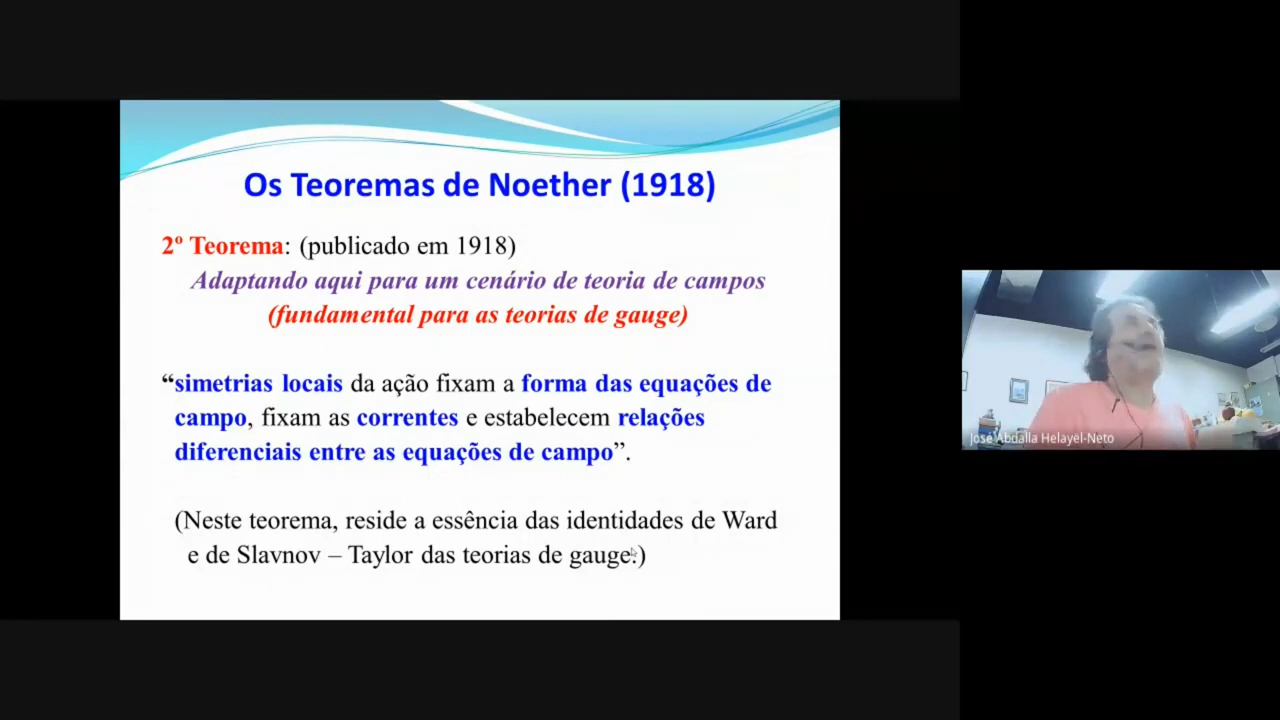 Os Teoremas de Noether (1918)
2º Teorema: (publicado em 1918)
Adaptando aqui para um cenário de teoria de campos
(fundamental para as teorias de gauge)
“simetrias locais da ação fixam a forma das equações de
campo, fixam as correntes e estabelecem relações
diferenciais entre as equações de campo”.
(Neste teorema, reside a essência das identidades de Ward
e de Slavnov – Taylor das teorias de gauge.)
José Abdalla Helayël-Neto